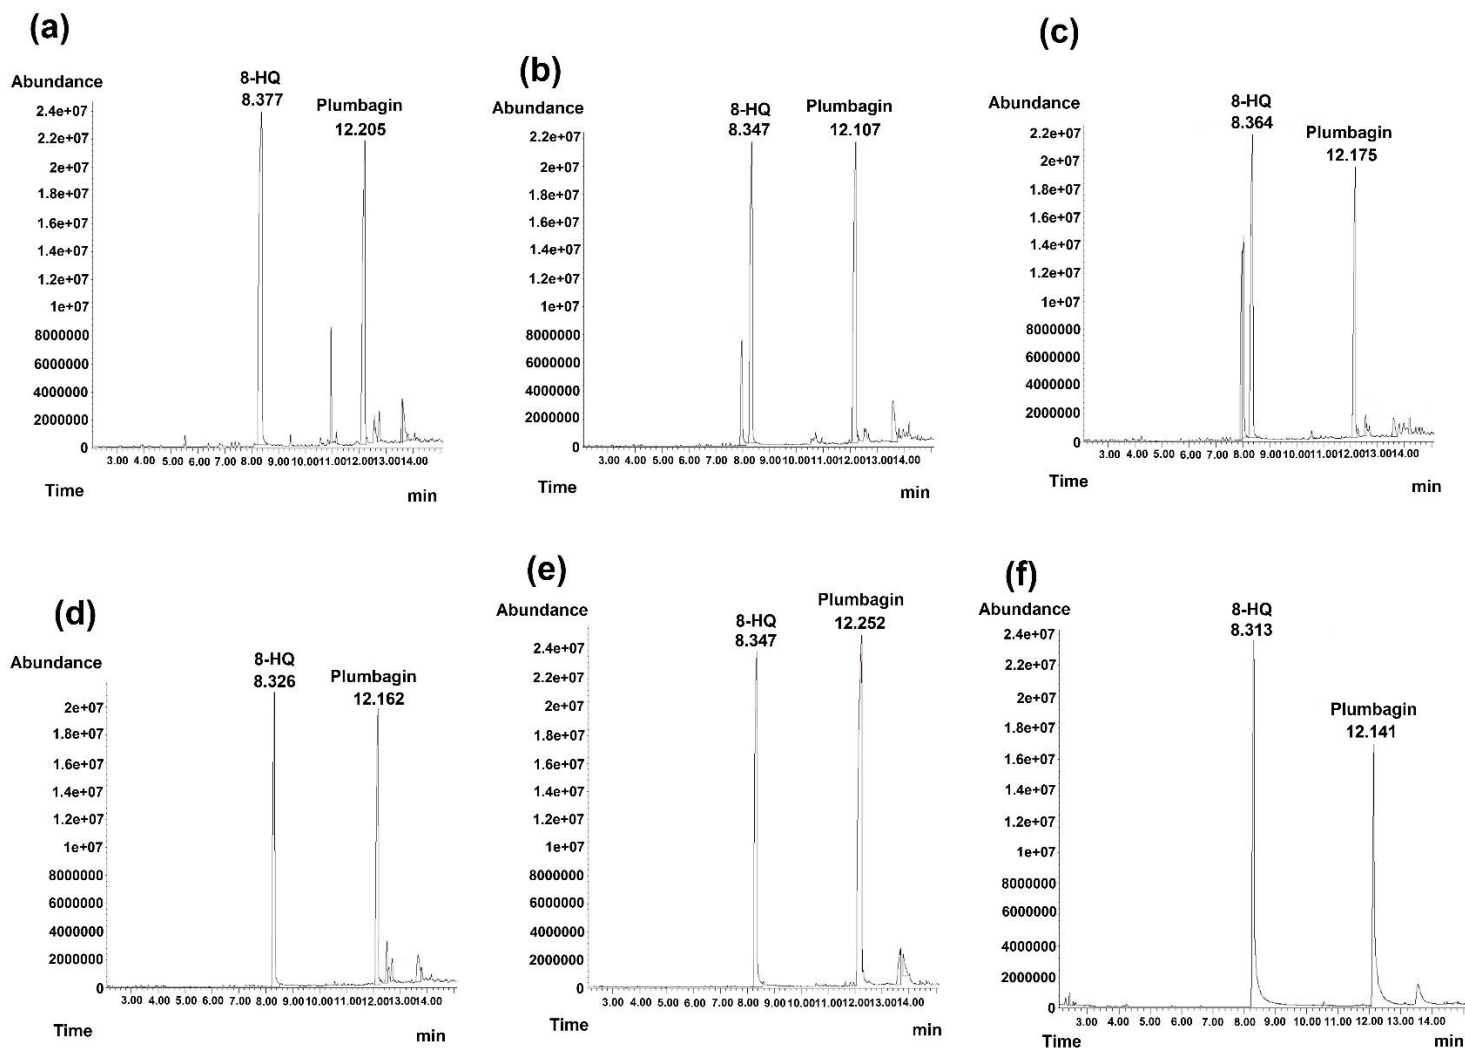 (a)
Abundance
8-HQ
8.377
Plumbagin
12.205
2.4e+07
2.2e+07
2e+07
1.8e+07
1.6e+07
1.4e+07
1.2e+07
1e+07
8000000
6000000
4000000
2000000
0
3.00 4.00 5.00 6.00 7.00 8.00 9.00 10.00 11.00 12.00 13.00 14.00
Time
min
(b)
Abundance
8-HQ
8.347
Plumbagin
12.107
2.2e+07
2e+07
1.8e+07
1.6e+07
1.4e+07
1.2e+07
1e+07
8000000
6000000
4000000
2000000
0
3.00 4.00 5.00 6.00 7.00 8.00 9.00 10.00 11.00 12.00 13.00 14.00
Time
min
(c)
Abundance
8-HQ
8.364
Plumbagin
12.175
2.2e+07
2e+07
1.8e+07
1.6e+07
1.4e+07
1.2e+07
1e+07
8000000
6000000
4000000
2000000
0
3.00 4.00 5.00 6.00 7.00 8.00 9.00 10.00 11.00 12.00 13.00 14.00
Time
min
(d)
Abundance
8-HQ
8.326
Plumbagin
12.162
2e+07
1.8e+07
1.6e+07
1.4e+07
1.2e+07
1e+07
8000000
6000000
4000000
2000000
0
3.00 4.00 5.00 6.00 7.00 8.00 9.00 10.00 11.00 12.00 13.00 14.00
Time
min
(e)
Abundance
8-HQ
8.347
Plumbagin
12.252
2.4e+07
2.2e+07
2e+07
1.8e+07
1.6e+07
1.4e+07
1.2e+07
1e+07
8000000
6000000
4000000
2000000
0
3.00 4.00 5.00 6.00 7.00 8.00 9.00 10.00 11.00 12.00 13.00 14.00
Time
min
(f)
Abundance
8-HQ
8.313
Plumbagin
12.141
2.4e+07
2.2e+07
2e+07
1.8e+07
1.6e+07
1.4e+07
1.2e+07
1e+07
8000000
6000000
4000000
2000000
0
3.00 4.00 5.00 6.00 7.00 8.00 9.00 10.00 11.00 12.00 13.00 14.00
Time
min